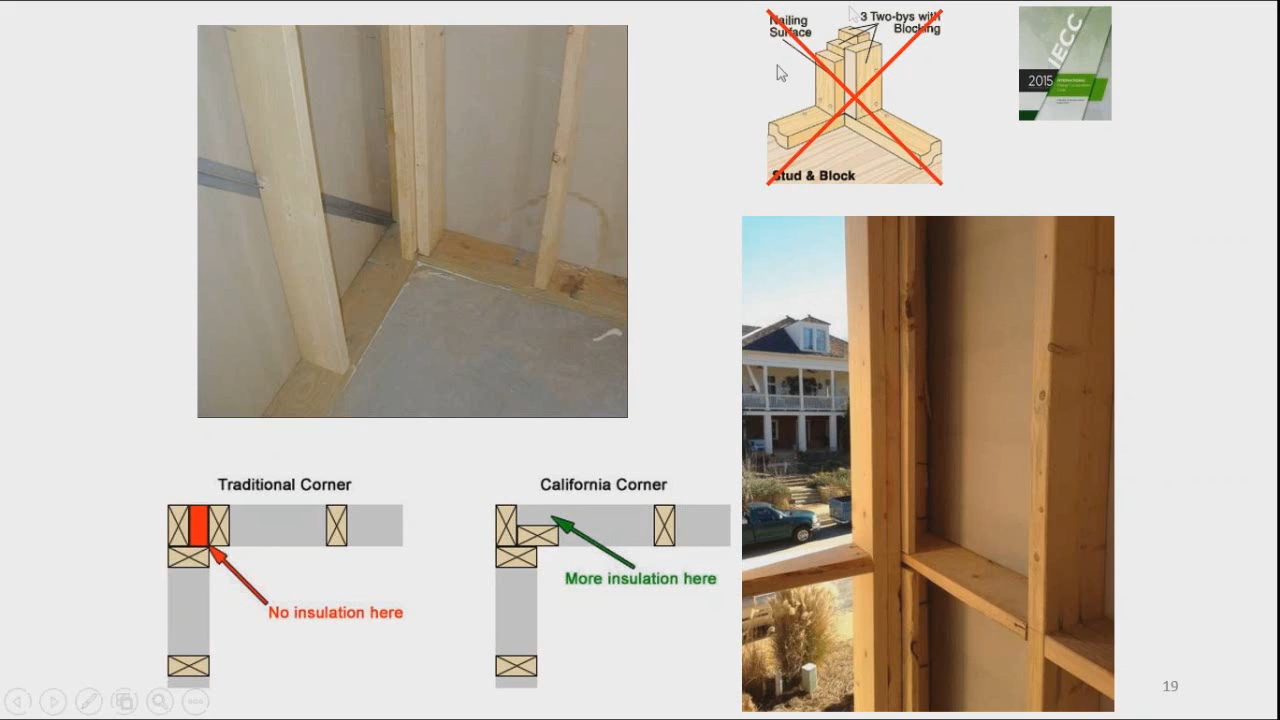 Nailing
Surface
3 Two-bys with
Blocking
Stud & Block
IECC
2015
INTERNATIONAL
Traditional Corner
No insulation here
California Corner
More insulation here
19